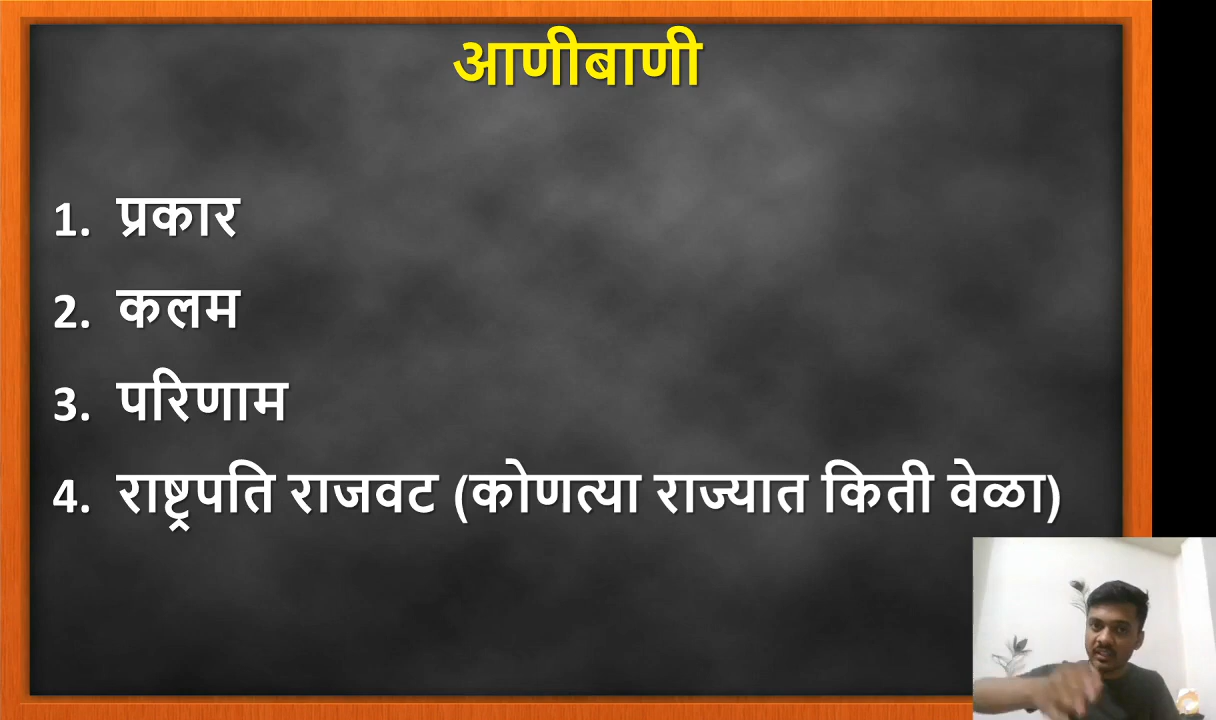 आणीबाणी
1. प्रकार
2. कलम
3. परिणाम
4. राष्ट्रपति राजवट (कोणत्या राज्यात किती वेळा)